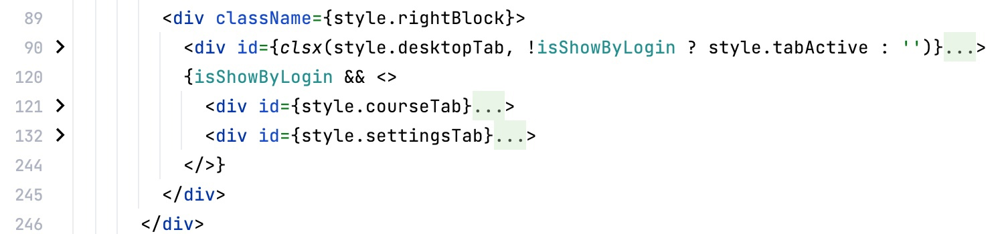 89 <div className={style.rightBlock}>
90 <div id={clsx(style.desktopTab, !isShowByLogin ? style.tabActive : '')}...>
120 {isShowByLogin && <>
121 <div id={style.courseTab}...>
132 <div id={style.settingsTab}...>
244 </>}
245 </div>
246 </div>